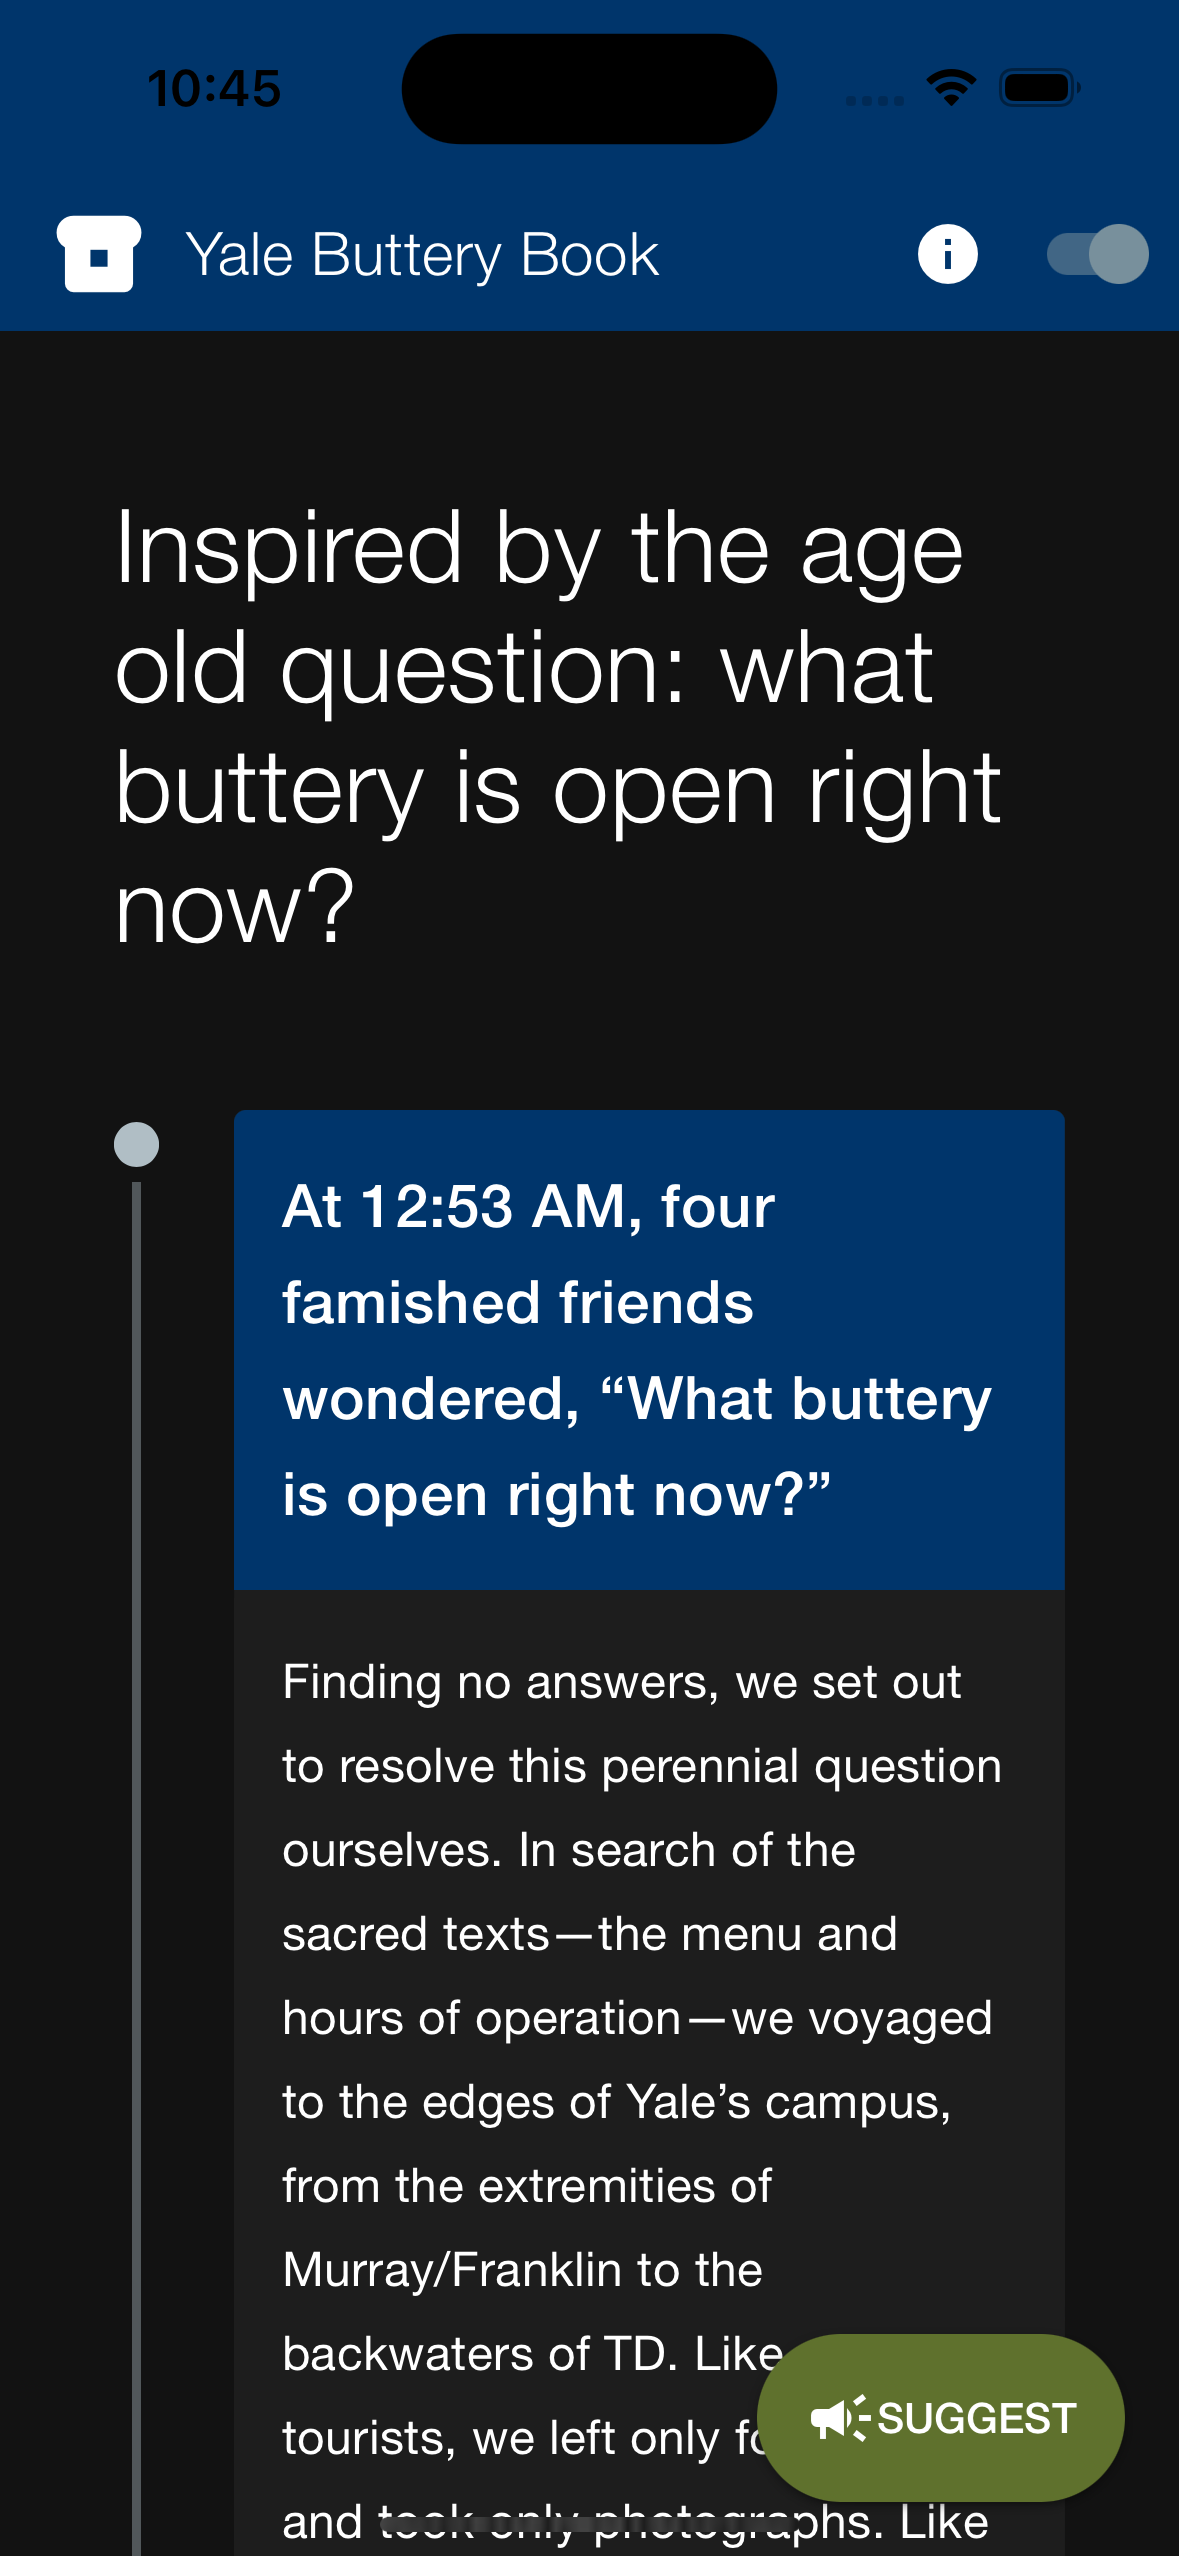 10:45
Yale Buttery Book
Inspired by the age
old question: what
buttery is open right
now?
At 12:53 AM, four
famished friends
wondered, “What buttery
is open right now?”
Finding no answers, we set out
to resolve this perennial question
ourselves. In search of the
sacred texts—the menu and
hours of operation—we voyaged
to the edges of Yale’s campus,
from the extremities of
Murray/Franklin to the
backwaters of TD. Like
tourists, we left only
SUGGEST
and took only photographs. Like